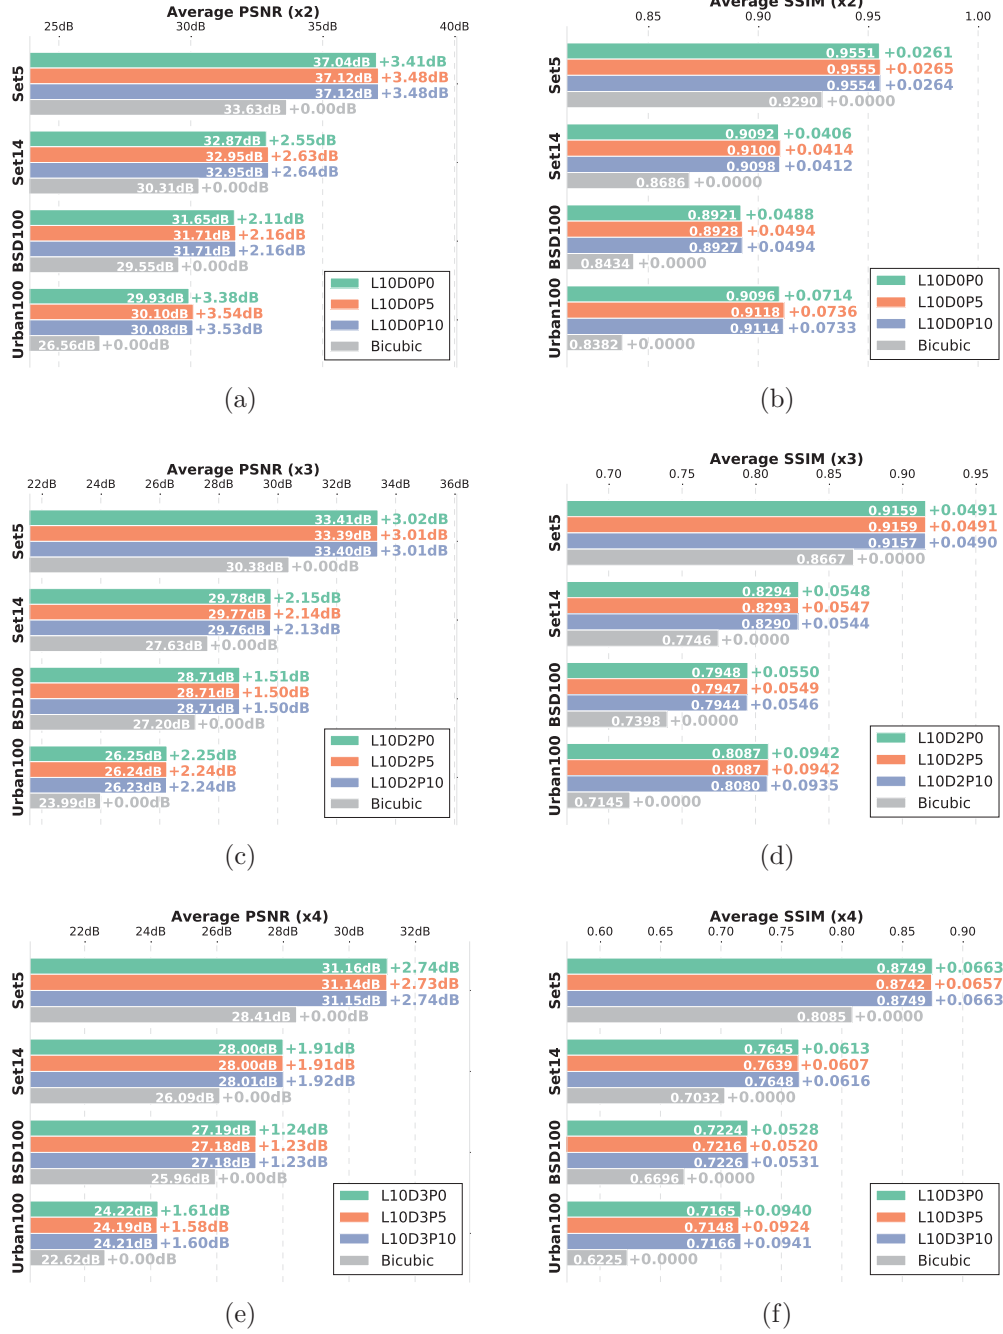 Average PSNR (x2)
25dB 30dB 35dB 40dB
Set5
37.04dB +3.41dB
37.12dB +3.48dB
37.12dB +3.48dB
33.63dB +0.00dB
Set14
32.87dB +2.55dB
32.95dB +2.63dB
32.95dB +2.64dB
30.31dB +0.00dB
BSD100
31.65dB +2.11dB
31.71dB +2.16dB
31.71dB +2.16dB
29.55dB +0.00dB
Urban100
29.93dB +3.38dB
30.10dB +3.54dB
30.08dB +3.53dB
26.56dB +0.00dB
L10D0P0
L10D0P5
L10D0P10
Bicubic
(a)
Average SSIM (x2)
0.85 0.90 0.95 1.00
Set5
0.9551 +0.0261
0.9555 +0.0265
0.9554 +0.0264
0.9290 +0.0000
Set14
0.9092 +0.0406
0.9100 +0.0414
0.9098 +0.0412
0.8686 +0.0000
BSD100
0.8921 +0.0488
0.8928 +0.0494
0.8927 +0.0494
0.8434 +0.0000
Urban100
0.9096 +0.0714
0.9118 +0.0736
0.9114 +0.0733
0.8382 +0.0000
L10D0P0
L10D0P5
L10D0P10
Bicubic
(b)
Average PSNR (x3)
22dB 24dB 26dB 28dB 30dB 32dB 34dB 36dB
Set5
33.41dB +3.02dB
33.39dB +3.01dB
33.40dB +3.01dB
30.38dB +0.00dB
Set14
29.78dB +2.15dB
29.77dB +2.14dB
29.76dB +2.13dB
27.63dB +0.00dB
BSD100
28.71dB +1.51dB
28.71dB +1.50dB
28.71dB +1.50dB
27.20dB +0.00dB
Urban100
26.25dB +2.25dB
26.24dB +2.24dB
26.23dB +2.24dB
23.99dB +0.00dB
L10D2P0
L10D2P5
L10D2P10
Bicubic
(c)
Average SSIM (x3)
0.70 0.75 0.80 0.85 0.90 0.95
Set5
0.9159 +0.0491
0.9159 +0.0491
0.9157 +0.0490
0.8667 +0.0000
Set14
0.8294 +0.0548
0.8293 +0.0547
0.8290 +0.0544
0.7746 +0.0000
BSD100
0.7948 +0.0550
0.7947 +0.0549
0.7944 +0.0546
0.7398 +0.0000
Urban100
0.8087 +0.0942
0.8087 +0.0942
0.8080 +0.0935
0.7145 +0.0000
L10D2P0
L10D2P5
L10D2P10
Bicubic
(d)
Average PSNR (x4)
22dB 24dB 26dB 28dB 30dB 32dB
Set5
31.16dB +2.74dB
31.14dB +2.73dB
31.15dB +2.74dB
28.41dB +0.00dB
Set14
28.00dB +1.91dB
28.00dB +1.91dB
28.01dB +1.92dB
26.09dB +0.00dB
BSD100
27.19dB +1.24dB
27.18dB +1.23dB
27.18dB +1.23dB
25.96dB +0.00dB
Urban100
24.22dB +1.61dB
24.19dB +1.58dB
24.21dB +1.60dB
22.62dB +0.00dB
L10D3P0
L10D3P5
L10D3P10
Bicubic
(e)
Average SSIM (x4)
0.60 0.65 0.70 0.75 0.80 0.85 0.90
Set5
0.8749 +0.0663
0.8742 +0.0657
0.8749 +0.0663
0.8085 +0.0000
Set14
0.7645 +0.0613
0.7639 +0.0607
0.7648 +0.0616
0.7032 +0.0000
BSD100
0.7224 +0.0528
0.7216 +0.0520
0.7226 +0.0531
0.6696 +0.0000
Urban100
0.7165 +0.0940
0.7148 +0.0924
0.7166 +0.0941
0.6225 +0.0000
L10D3P0
L10D3P5
L10D3P10
Bicubic
(f)